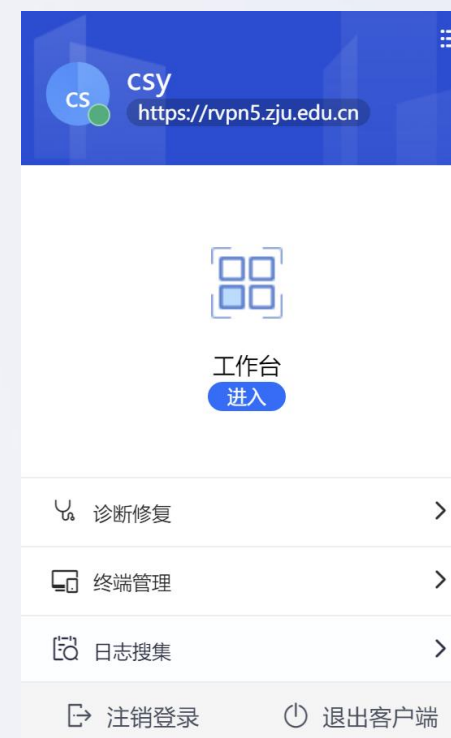 cs
csy
https://rvpn5.zju.edu.cn
工作台
进入
诊断修复
终端管理
日志搜集
注销登录
退出客户端